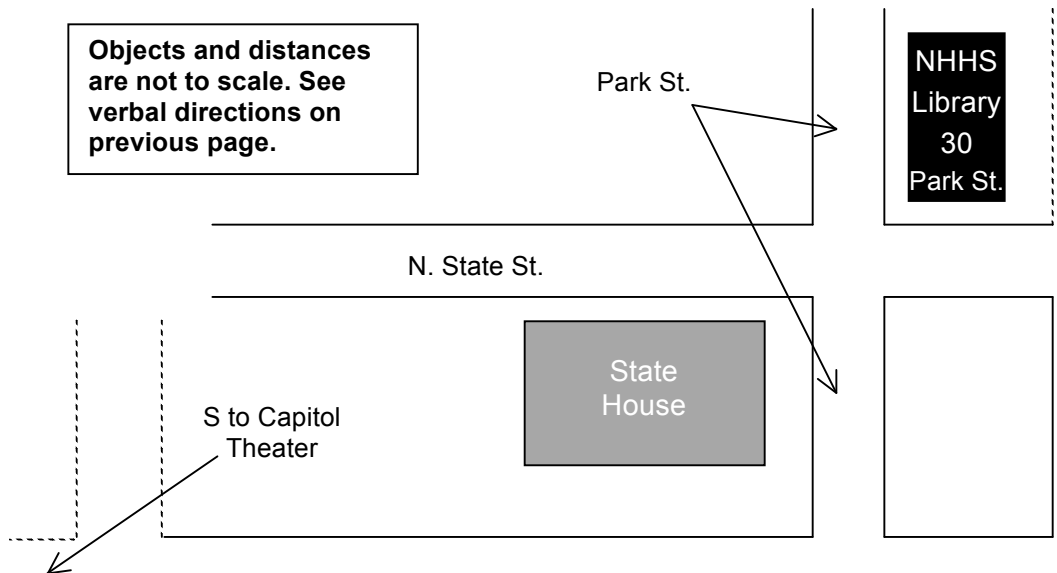 Objects and distances
are not to scale. See
verbal directions on
previous page.
Park St.
NHHS
Library
30
Park St.
N. State St.
State
House
S to Capitol
Theater